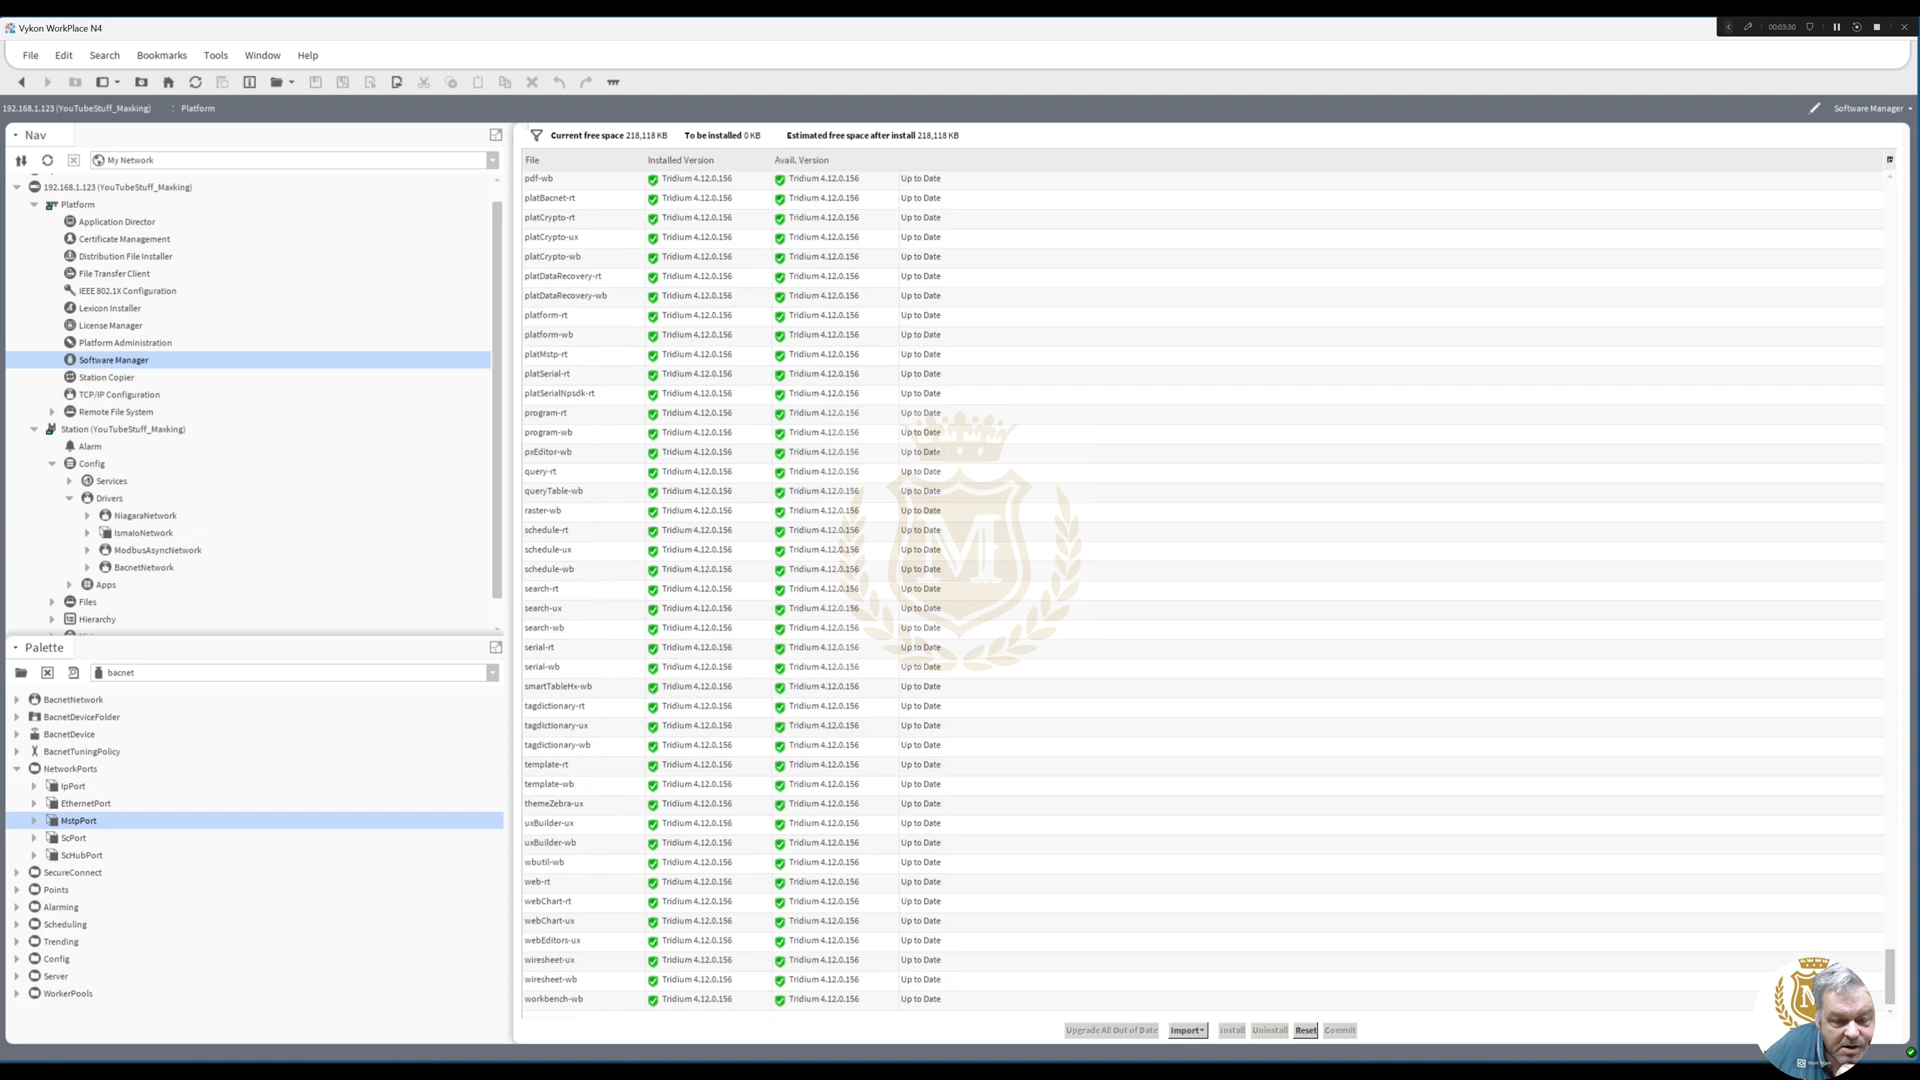 Vykon WorkPlace N4
00:03:30
File Edit Search Bookmarks Tools Window Help
192.168.1.123 (YouTubeStuff_Maxking) : Platform
Software Manager
Nav
My Network
192.168.1.123 (YouTubeStuff_Maxking)
Platform
Application Director
Certificate Management
Distribution File Installer
File Transfer Client
IEEE 802.1X Configuration
Lexicon Installer
License Manager
Platform Administration
Software Manager
Station Copier
TCP/IP Configuration
Remote File System
Station (YouTubeStuff_Maxking)
Alarm
Config
Services
Drivers
NiagaraNetwork
IsmaIoNetwork
ModbusAsyncNetwork
BacnetNetwork
Apps
Files
Hierarchy
Palette
bacnet
BacnetNetwork
BacnetDeviceFolder
BacnetDevice
BacnetTuningPolicy
NetworkPorts
IpPort
EthernetPort
MstpPort
ScPort
ScHubPort
SecureConnect
Points
Alarming
Scheduling
Trending
Config
Server
WorkerPools
Current free space 218,118 KB To be installed 0 KB Estimated free space after install 218,118 KB
File Installed Version Avail. Version
pdf-wb Tridium 4.12.0.156 Tridium 4.12.0.156 Up to Date
platBacnet-rt Tridium 4.12.0.156 Tridium 4.12.0.156 Up to Date
platCrypto-rt Tridium 4.12.0.156 Tridium 4.12.0.156 Up to Date
platCrypto-ux Tridium 4.12.0.156 Tridium 4.12.0.156 Up to Date
platCrypto-wb Tridium 4.12.0.156 Tridium 4.12.0.156 Up to Date
platDataRecovery-rt Tridium 4.12.0.156 Tridium 4.12.0.156 Up to Date
platDataRecovery-wb Tridium 4.12.0.156 Tridium 4.12.0.156 Up to Date
platform-rt Tridium 4.12.0.156 Tridium 4.12.0.156 Up to Date
platform-wb Tridium 4.12.0.156 Tridium 4.12.0.156 Up to Date
platMstp-rt Tridium 4.12.0.156 Tridium 4.12.0.156 Up to Date
platSerial-rt Tridium 4.12.0.156 Tridium 4.12.0.156 Up to Date
platSerialNpsdk-rt Tridium 4.12.0.156 Tridium 4.12.0.156 Up to Date
program-rt Tridium 4.12.0.156 Tridium 4.12.0.156 Up to Date
program-wb Tridium 4.12.0.156 Tridium 4.12.0.156 Up to Date
pxEditor-wb Tridium 4.12.0.156 Tridium 4.12.0.156 Up to Date
query-rt Tridium 4.12.0.156 Tridium 4.12.0.156 Up to Date
queryTable-wb Tridium 4.12.0.156 Tridium 4.12.0.156 Up to Date
raster-wb Tridium 4.12.0.156 Tridium 4.12.0.156 Up to Date
schedule-rt Tridium 4.12.0.156 Tridium 4.12.0.156 Up to Date
schedule-ux Tridium 4.12.0.156 Tridium 4.12.0.156 Up to Date
schedule-wb Tridium 4.12.0.156 Tridium 4.12.0.156 Up to Date
search-rt Tridium 4.12.0.156 Tridium 4.12.0.156 Up to Date
search-ux Tridium 4.12.0.156 Tridium 4.12.0.156 Up to Date
search-wb Tridium 4.12.0.156 Tridium 4.12.0.156 Up to Date
serial-rt Tridium 4.12.0.156 Tridium 4.12.0.156 Up to Date
serial-wb Tridium 4.12.0.156 Tridium 4.12.0.156 Up to Date
smartTableHx-wb Tridium 4.12.0.156 Tridium 4.12.0.156 Up to Date
tagdictionary-rt Tridium 4.12.0.156 Tridium 4.12.0.156 Up to Date
tagdictionary-ux Tridium 4.12.0.156 Tridium 4.12.0.156 Up to Date
tagdictionary-wb Tridium 4.12.0.156 Tridium 4.12.0.156 Up to Date
template-rt Tridium 4.12.0.156 Tridium 4.12.0.156 Up to Date
template-wb Tridium 4.12.0.156 Tridium 4.12.0.156 Up to Date
themeZebra-ux Tridium 4.12.0.156 Tridium 4.12.0.156 Up to Date
uxBuilder-ux Tridium 4.12.0.156 Tridium 4.12.0.156 Up to Date
uxBuilder-wb Tridium 4.12.0.156 Tridium 4.12.0.156 Up to Date
wbutil-wb Tridium 4.12.0.156 Tridium 4.12.0.156 Up to Date
web-rt Tridium 4.12.0.156 Tridium 4.12.0.156 Up to Date
webChart-rt Tridium 4.12.0.156 Tridium 4.12.0.156 Up to Date
webChart-ux Tridium 4.12.0.156 Tridium 4.12.0.156 Up to Date
webEditors-ux Tridium 4.12.0.156 Tridium 4.12.0.156 Up to Date
wiresheet-ux Tridium 4.12.0.156 Tridium 4.12.0.156 Up to Date
wiresheet-wb Tridium 4.12.0.156 Tridium 4.12.0.156 Up to Date
workbench-wb Tridium 4.12.0.156 Tridium 4.12.0.156 Up to Date
M
Upgrade All Out of Date Import Install Uninstall Reset Commit